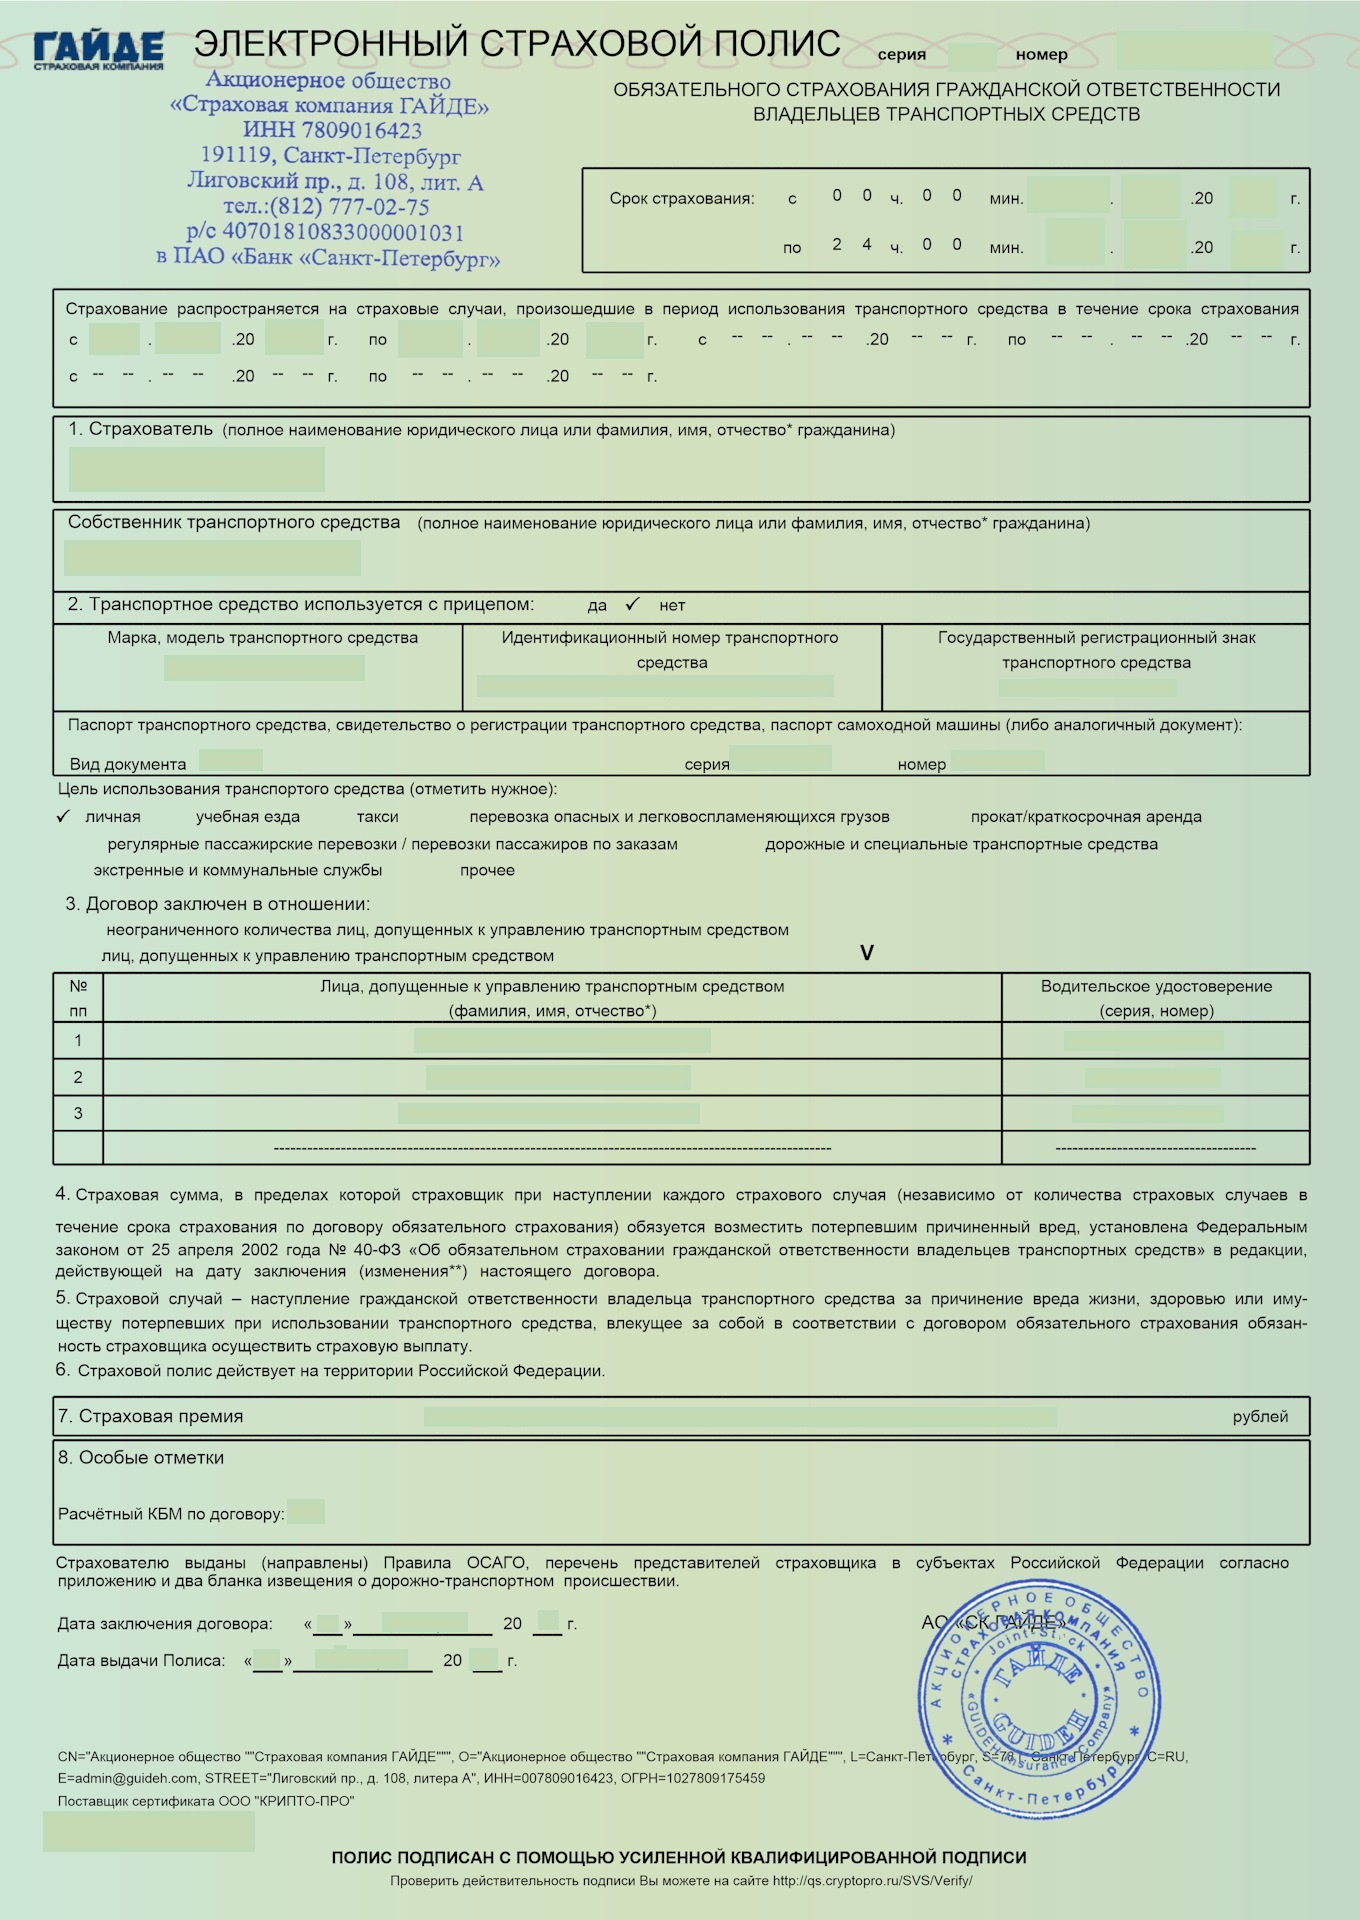 ГАЙДЕ
СТРАХОВАЯ КОМПАНИЯ
ЭЛЕКТРОННЫЙ СТРАХОВОЙ ПОЛИС серия номер
ОБЯЗАТЕЛЬНОГО СТРАХОВАНИЯ ГРАЖДАНСКОЙ ОТВЕТСТВЕННОСТИ
ВЛАДЕЛЬЦЕВ ТРАНСПОРТНЫХ СРЕДСТВ
Акционерное общество
«Страховая компания ГАЙДЕ»
ИНН 7809016423
191119, Санкт-Петербург
Лиговский пр., д. 108, лит. А
тел.:(812) 777-02-75
р/с 40701810833000001031
в ПАО «Банк «Санкт-Петербург»
Срок страхования: с 0 0 ч. 0 0 мин. . .20 г.
по 2 4 ч. 0 0 мин. . .20 г.
Страхование распространяется на страховые случаи, произошедшие в период использования транспортного средства в течение срока страхования
с . .20 г. по . .20 г. с -- -- . -- -- .20 -- -- г. по -- -- . -- -- .20 -- -- г.
с -- -- . -- -- .20 -- -- г. по -- -- . -- -- .20 -- -- г.
1. Страхователь (полное наименование юридического лица или фамилия, имя, отчество* гражданина)
Собственник транспортного средства (полное наименование юридического лица или фамилия, имя, отчество* гражданина)
2. Транспортное средство используется с прицепом: да ✓ нет
Марка, модель транспортного средства
Идентификационный номер транспортного
средства
Государственный регистрационный знак
транспортного средства
Паспорт транспортного средства, свидетельство о регистрации транспортного средства, паспорт самоходной машины (либо аналогичный документ):
Вид документа серия номер
Цель использования транспортого средства (отметить нужное):
✓ личная учебная езда такси перевозка опасных и легковоспламеняющихся грузов прокат/краткосрочная аренда
регулярные пассажирские перевозки / перевозки пассажиров по заказам дорожные и специальные транспортные средства
экстренные и коммунальные службы прочее
3. Договор заключен в отношении:
неограниченного количества лиц, допущенных к управлению транспортным средством
лиц, допущенных к управлению транспортным средством V
№
пп
Лица, допущенные к управлению транспортным средством
(фамилия, имя, отчество*)
Водительское удостоверение
(серия, номер)
1
2
3
4. Страховая сумма, в пределах которой страховщик при наступлении каждого страхового случая (независимо от количества страховых случаев в
течение срока страхования по договору обязательного страхования) обязуется возместить потерпевшим причиненный вред, установлена Федеральным
законом от 25 апреля 2002 года № 40-ФЗ «Об обязательном страховании гражданской ответственности владельцев транспортных средств» в редакции,
действующей на дату заключения (изменения**) настоящего договора.
5. Страховой случай – наступление гражданской ответственности владельца транспортного средства за причинение вреда жизни, здоровью или иму-
ществу потерпевших при использовании транспортного средства, влекущее за собой в соответствии с договором обязательного страхования обязан-
ность страховщика осуществить страховую выплату.
6. Страховой полис действует на территории Российской Федерации.
7. Страховая премия рублей
8. Особые отметки
Расчётный КБМ по договору:
Страхователю выданы (направлены) Правила ОСАГО, перечень представителей страховщика в субъектах Российской Федерации согласно
приложению и два бланка извещения о дорожно-транспортном происшествии.
Дата заключения договора: « » 20 г.
АО «СК ГАЙДЕ»
Дата выдачи Полиса: « » 20 г.
АКЦИОНЕРНОЕ ОБЩЕСТВО
СТРАХОВАЯ КОМПАНИЯ
Joint-Stock
ГАЙДЕ
GUIDEH
«GUIDEH» Insurance Company
* Санкт-Петербург *
CN="Акционерное общество ""Страховая компания ГАЙДЕ""", O="Акционерное общество ""Страховая компания ГАЙДЕ""", L=Санкт-Петербург, S=78 г. Санкт-Петербург, C=RU,
E=admin@guideh.com, STREET="Лиговский пр., д. 108, литера А", ИНН=007809016423, ОГРН=1027809175459
Поставщик сертификата ООО "КРИПТО-ПРО"
ПОЛИС ПОДПИСАН С ПОМОЩЬЮ УСИЛЕННОЙ КВАЛИФИЦИРОВАННОЙ ПОДПИСИ
Проверить действительность подписи Вы можете на сайте http://qs.cryptopro.ru/SVS/Verify/